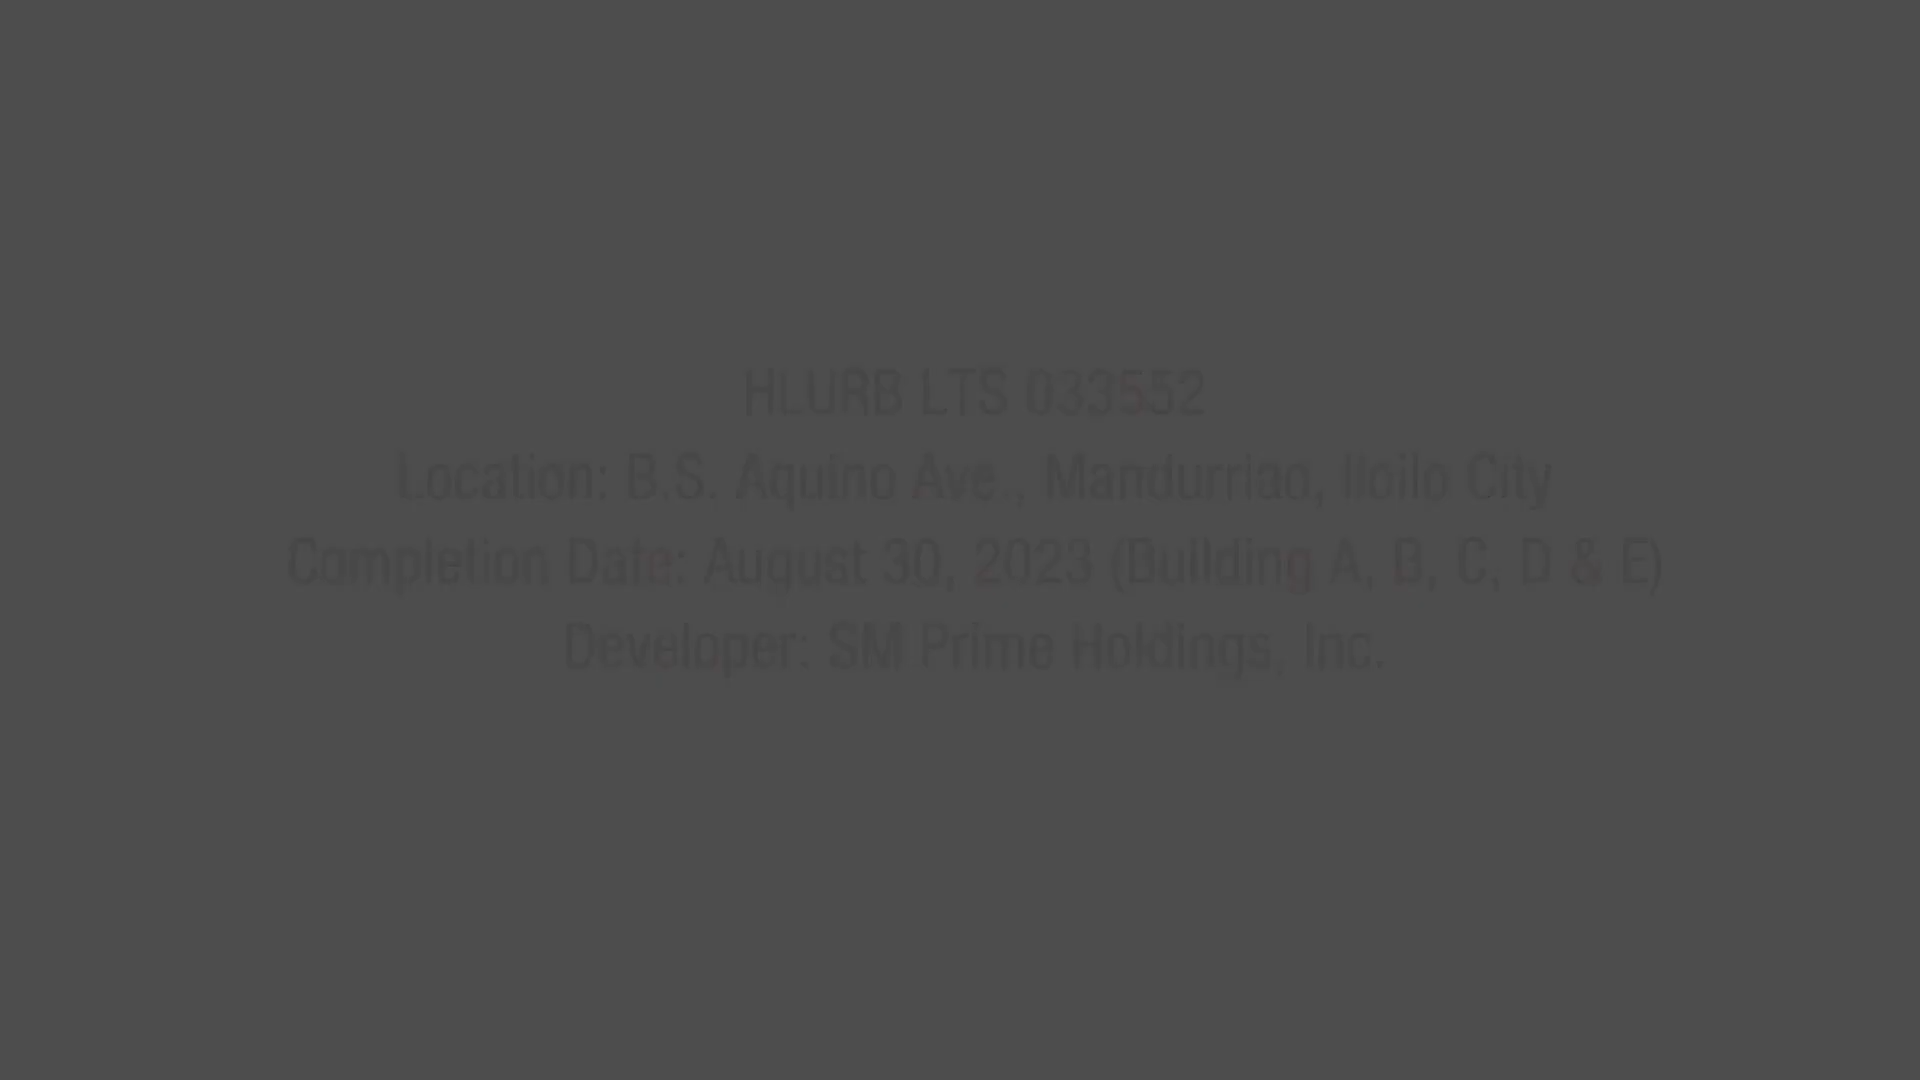 HLURB LTS 033552
Location: B.S. Aquino Ave., Mandurriao, Iloilo City
Completion Date: August 30, 2023 (Building A, B, C, D & E)
Developer: SM Prime Holdings, Inc.